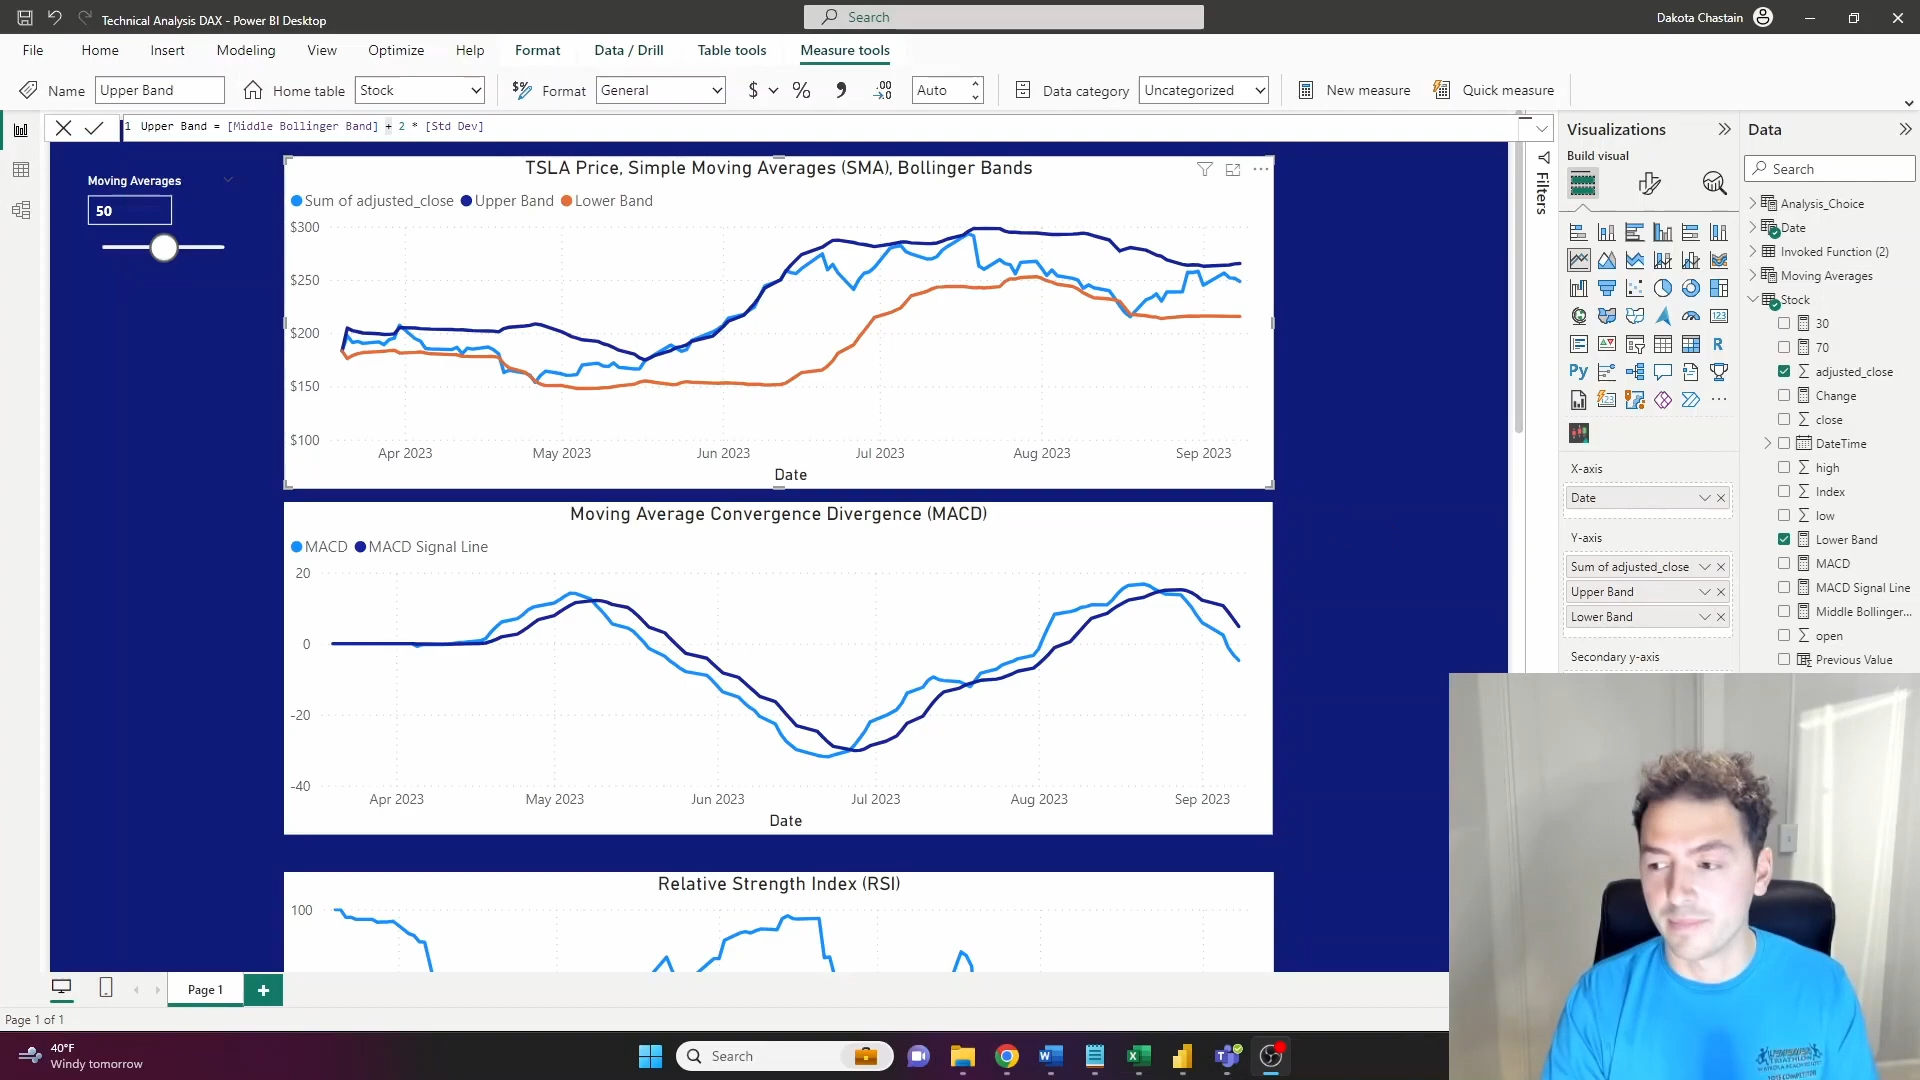 Technical Analysis DAX - Power BI Desktop
Search
Dakota Chastain
File Home Insert Modeling View Optimize Help Format Data / Drill Table tools Measure tools
Name Upper Band Home table Stock Format General $ % , .00 Auto Data category Uncategorized New measure Quick measure
1 Upper Band = [Middle Bollinger Band] + 2 * [Std Dev]
Moving Averages
50
TSLA Price, Simple Moving Averages (SMA), Bollinger Bands
Sum of adjusted_close Upper Band Lower Band
$300
$250
$200
$150
$100
Apr 2023 May 2023 Jun 2023 Jul 2023 Aug 2023 Sep 2023
Date
Moving Average Convergence Divergence (MACD)
MACD MACD Signal Line
20
0
-20
-40
Apr 2023 May 2023 Jun 2023 Jul 2023 Aug 2023 Sep 2023
Date
Relative Strength Index (RSI)
100
Filters
Visualizations
Build visual
123
R
Py
X-axis
Date
Y-axis
Sum of adjusted_close
Upper Band
Lower Band
Secondary y-axis
Data
Search
Analysis_Choice
Date
Invoked Function (2)
Moving Averages
Stock
30
70
adjusted_close
Change
close
DateTime
high
Index
low
Lower Band
MACD
MACD Signal Line
Middle Bollinger...
open
Previous Value
Page 1
Page 1 of 1
40°F
Windy tomorrow
Search